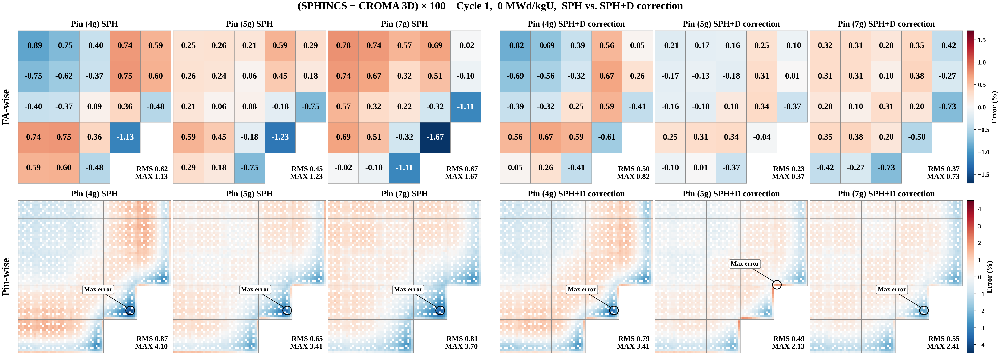 (SPHINCS − CROMA 3D) × 100 Cycle 1, 0 MWd/kgU, SPH vs. SPH+D correction
Pin (4g) SPH Pin (5g) SPH Pin (7g) SPH Pin (4g) SPH+D correction Pin (5g) SPH+D correction Pin (7g) SPH+D correction
FA-wise
-0.89 -0.75 -0.40 0.74 0.59 0.25 0.26 0.21 0.59 0.29 0.78 0.74 0.57 0.69 -0.02 -0.82 -0.69 -0.39 0.56 0.05 -0.21 -0.17 -0.16 0.25 -0.10 0.32 0.31 0.20 0.35 -0.42
-0.75 -0.62 -0.37 0.75 0.60 0.26 0.24 0.06 0.45 0.18 0.74 0.67 0.32 0.51 -0.10 -0.69 -0.56 -0.32 0.67 0.26 -0.17 -0.13 -0.18 0.31 0.01 0.31 0.31 0.10 0.38 -0.27
-0.40 -0.37 0.09 0.36 -0.48 0.21 0.06 0.08 -0.18 -0.75 0.57 0.32 0.22 -0.32 -1.11 -0.39 -0.32 0.25 0.59 -0.41 -0.16 -0.18 0.18 0.34 -0.37 0.20 0.10 0.31 0.20 -0.73
0.74 0.75 0.36 -1.13 0.59 0.45 -0.18 -1.23 0.69 0.51 -0.32 -1.67 0.56 0.67 0.59 -0.61 0.25 0.31 0.34 -0.04 0.35 0.38 0.20 -0.50
0.59 0.60 -0.48 0.29 0.18 -0.75 -0.02 -0.10 -1.11 0.05 0.26 -0.41 -0.10 0.01 -0.37 -0.42 -0.27 -0.73
RMS 0.62 RMS 0.45 RMS 0.67 RMS 0.50 RMS 0.23 RMS 0.37
MAX 1.13 MAX 1.23 MAX 1.67 MAX 0.82 MAX 0.37 MAX 0.73
1.5
1.0
0.5
0.0
−0.5
−1.0
−1.5
Error (%)
Pin (4g) SPH Pin (5g) SPH Pin (7g) SPH Pin (4g) SPH+D correction Pin (5g) SPH+D correction Pin (7g) SPH+D correction
Pin-wise
Max error Max error Max error Max error Max error Max error
RMS 0.87 RMS 0.65 RMS 0.81 RMS 0.79 RMS 0.49 RMS 0.55
MAX 4.10 MAX 3.41 MAX 3.70 MAX 3.41 MAX 2.13 MAX 2.41
4
3
2
1
0
−1
−2
−3
−4
Error (%)